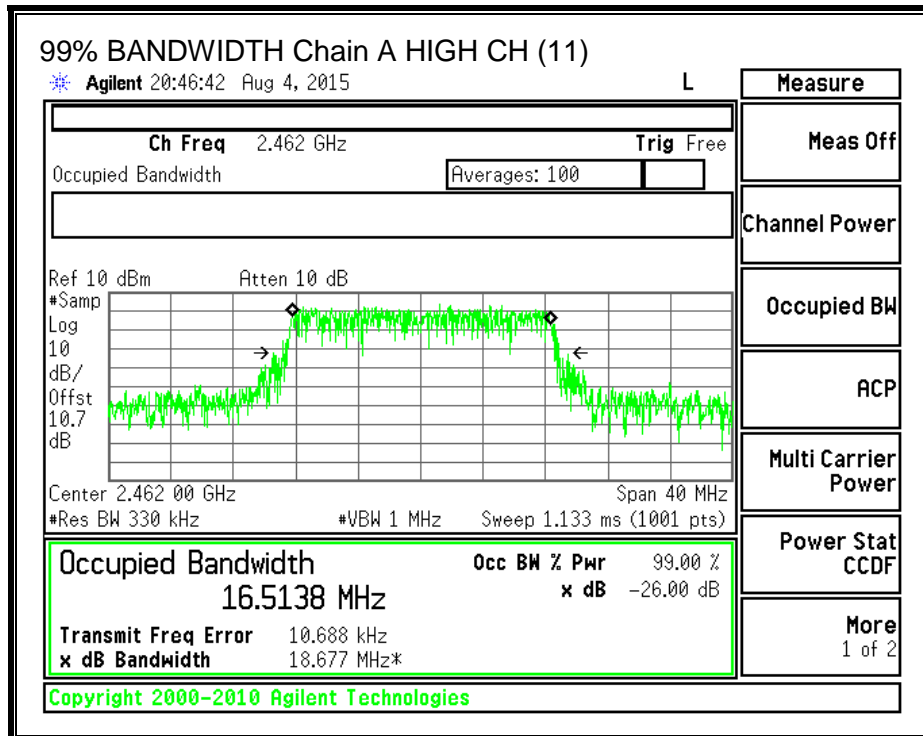 99% BANDWIDTH Chain A HIGH CH (11)
Agilent 20:46:42 Aug 4, 2015 L
Measure
Ch Freq 2.462 GHz Trig Free
Occupied Bandwidth Averages: 100
Ref 10 dBm Atten 10 dB
#Samp
Log
10
dB/
Offst
10.7
dB
Center 2.462 00 GHz Span 40 MHz
#Res BW 330 kHz #VBW 1 MHz Sweep 1.133 ms (1001 pts)
Occupied Bandwidth Occ BW % Pwr 99.00 %
16.5138 MHz x dB -26.00 dB
Transmit Freq Error 10.688 kHz
x dB Bandwidth 18.677 MHz*
Copyright 2000-2010 Agilent Technologies
Meas Off
Channel Power
Occupied BW
ACP
Multi Carrier
Power
Power Stat
CCDF
More
1 of 2